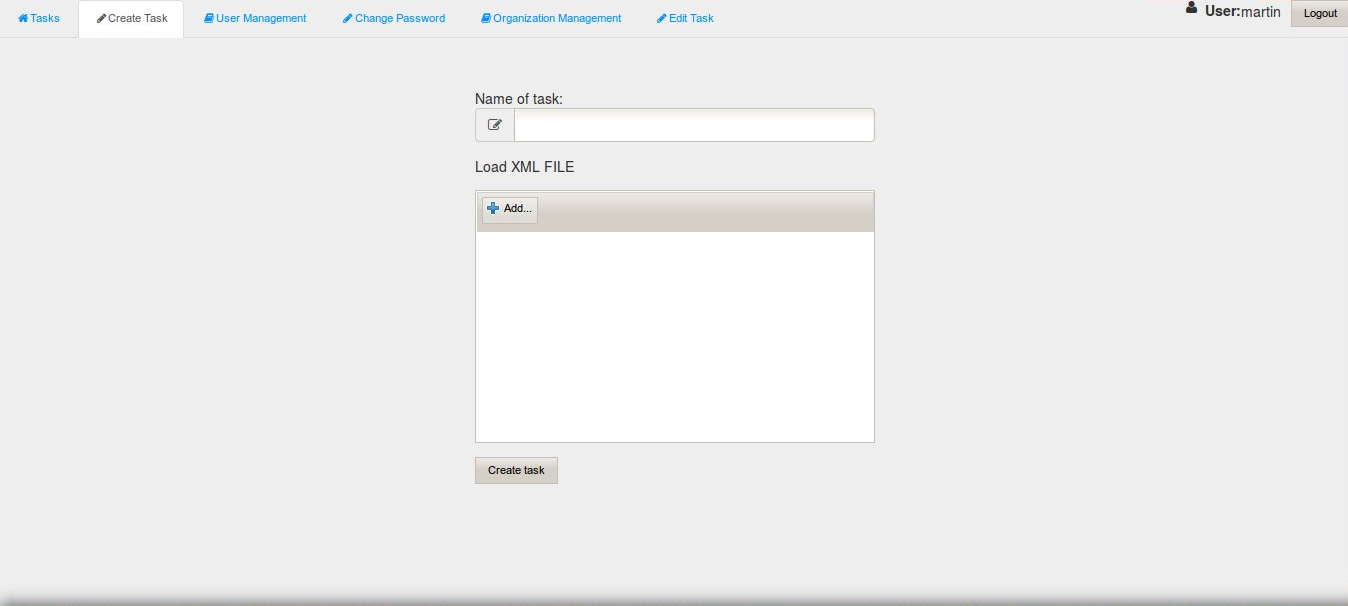 Tasks Create Task User Management Change Password Organization Management Edit Task User:martin Logout
Name of task:
Load XML FILE
Add...
Create task